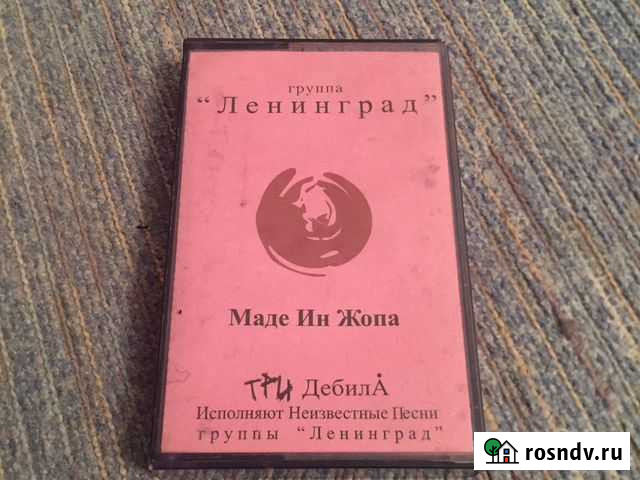 группа
“Ленинград”
Маде Ин Жопа
ТРИ ДебилА
Исполняют Неизвестные Песни
группы “Ленинград”
rosndv.ru